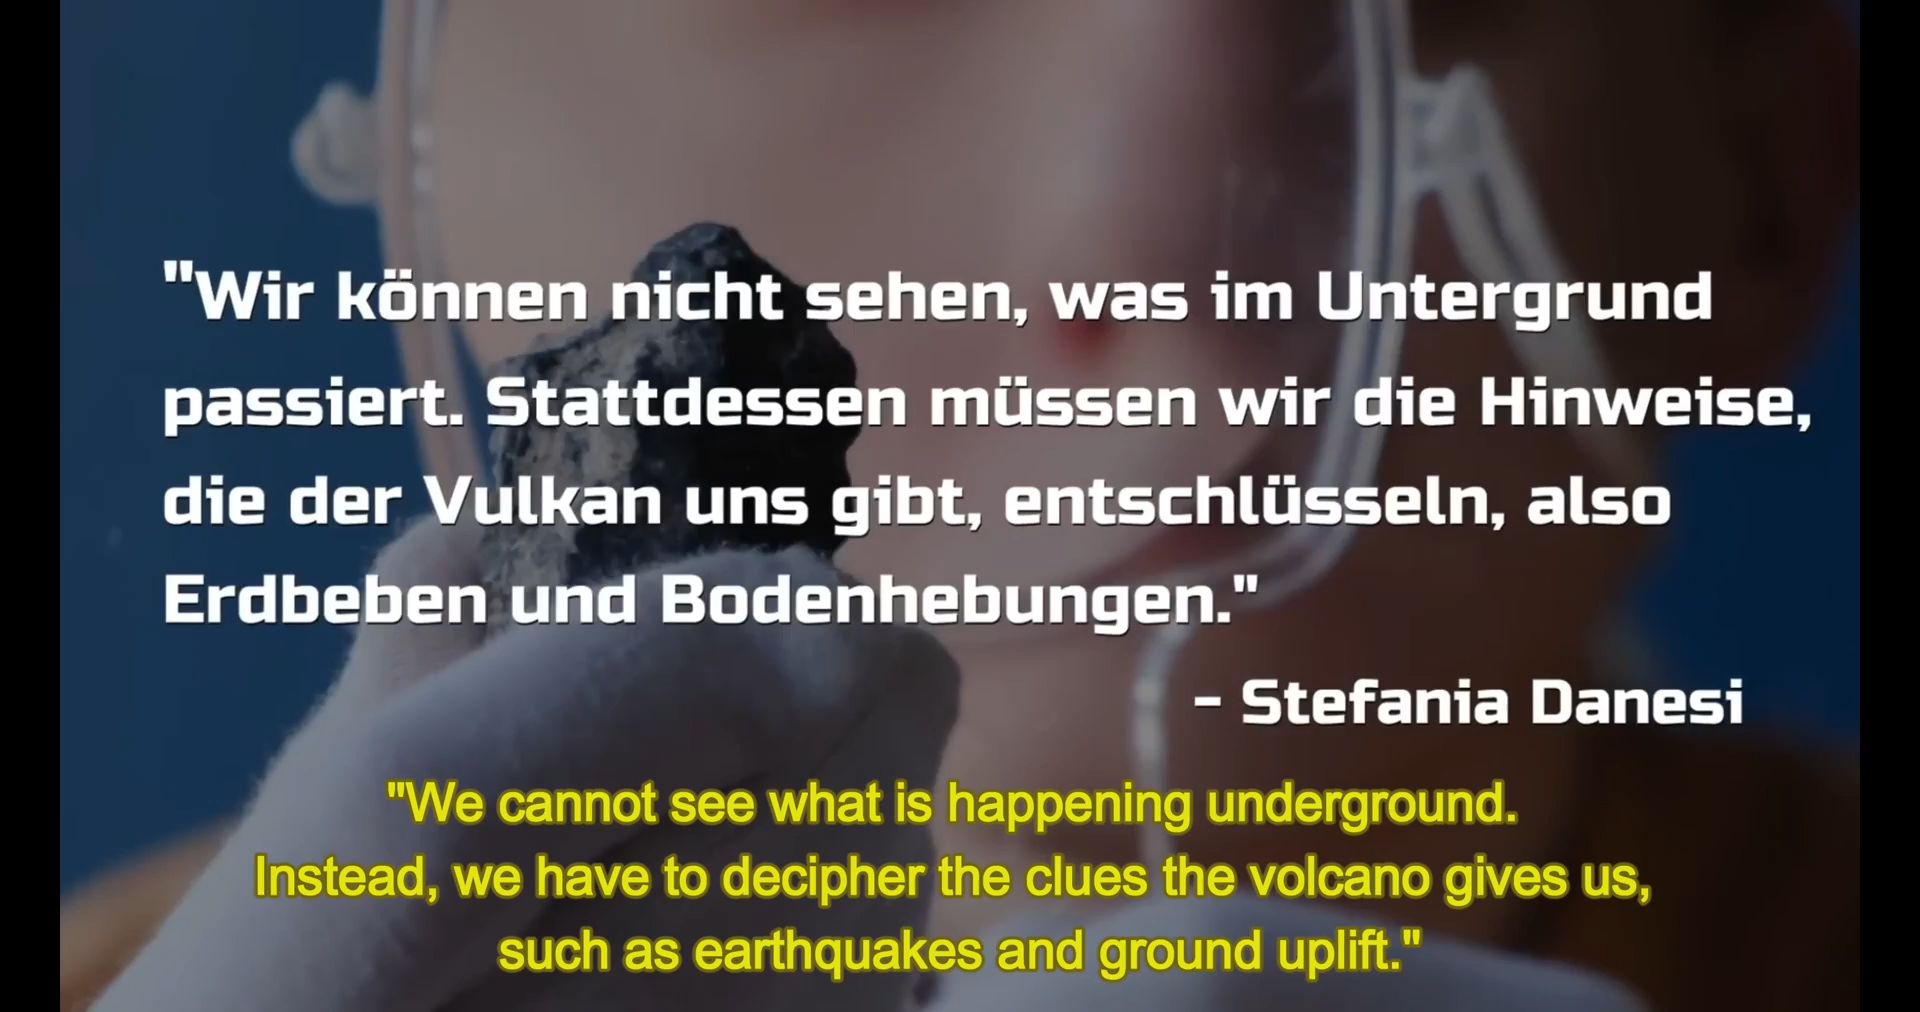 "Wir können nicht sehen, was im Untergrund
passiert. Stattdessen müssen wir die Hinweise,
die der Vulkan uns gibt, entschlüsseln, also
Erdbeben und Bodenhebungen."
- Stefania Danesi
"We cannot see what is happening underground.
Instead, we have to decipher the clues the volcano gives us,
such as earthquakes and ground uplift."